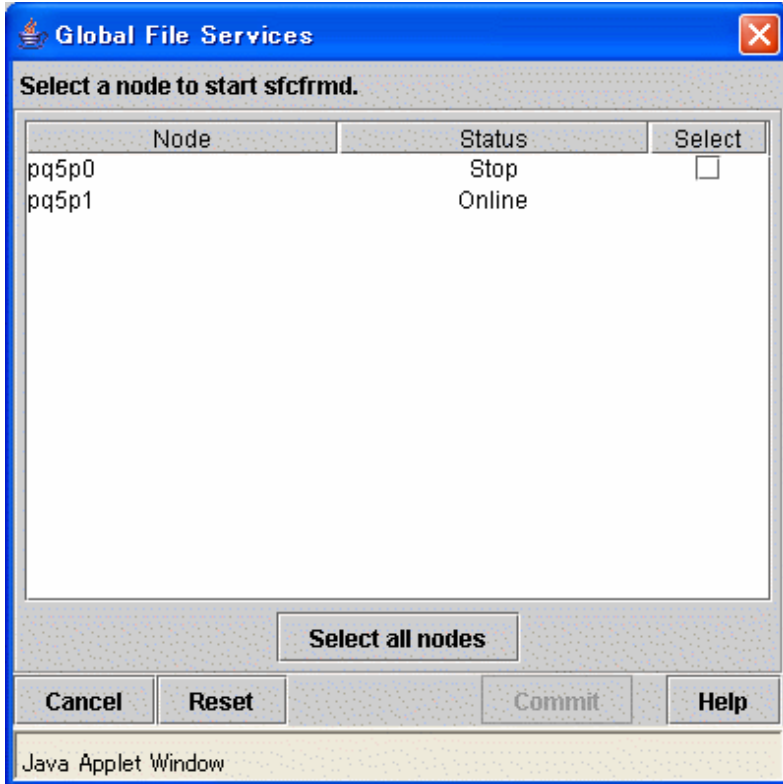 Global File Services
Select a node to start sfcfrmd.
Node Status Select
pq5p0 Stop
pq5p1 Online
Select all nodes
Cancel Reset Commit Help
Java Applet Window